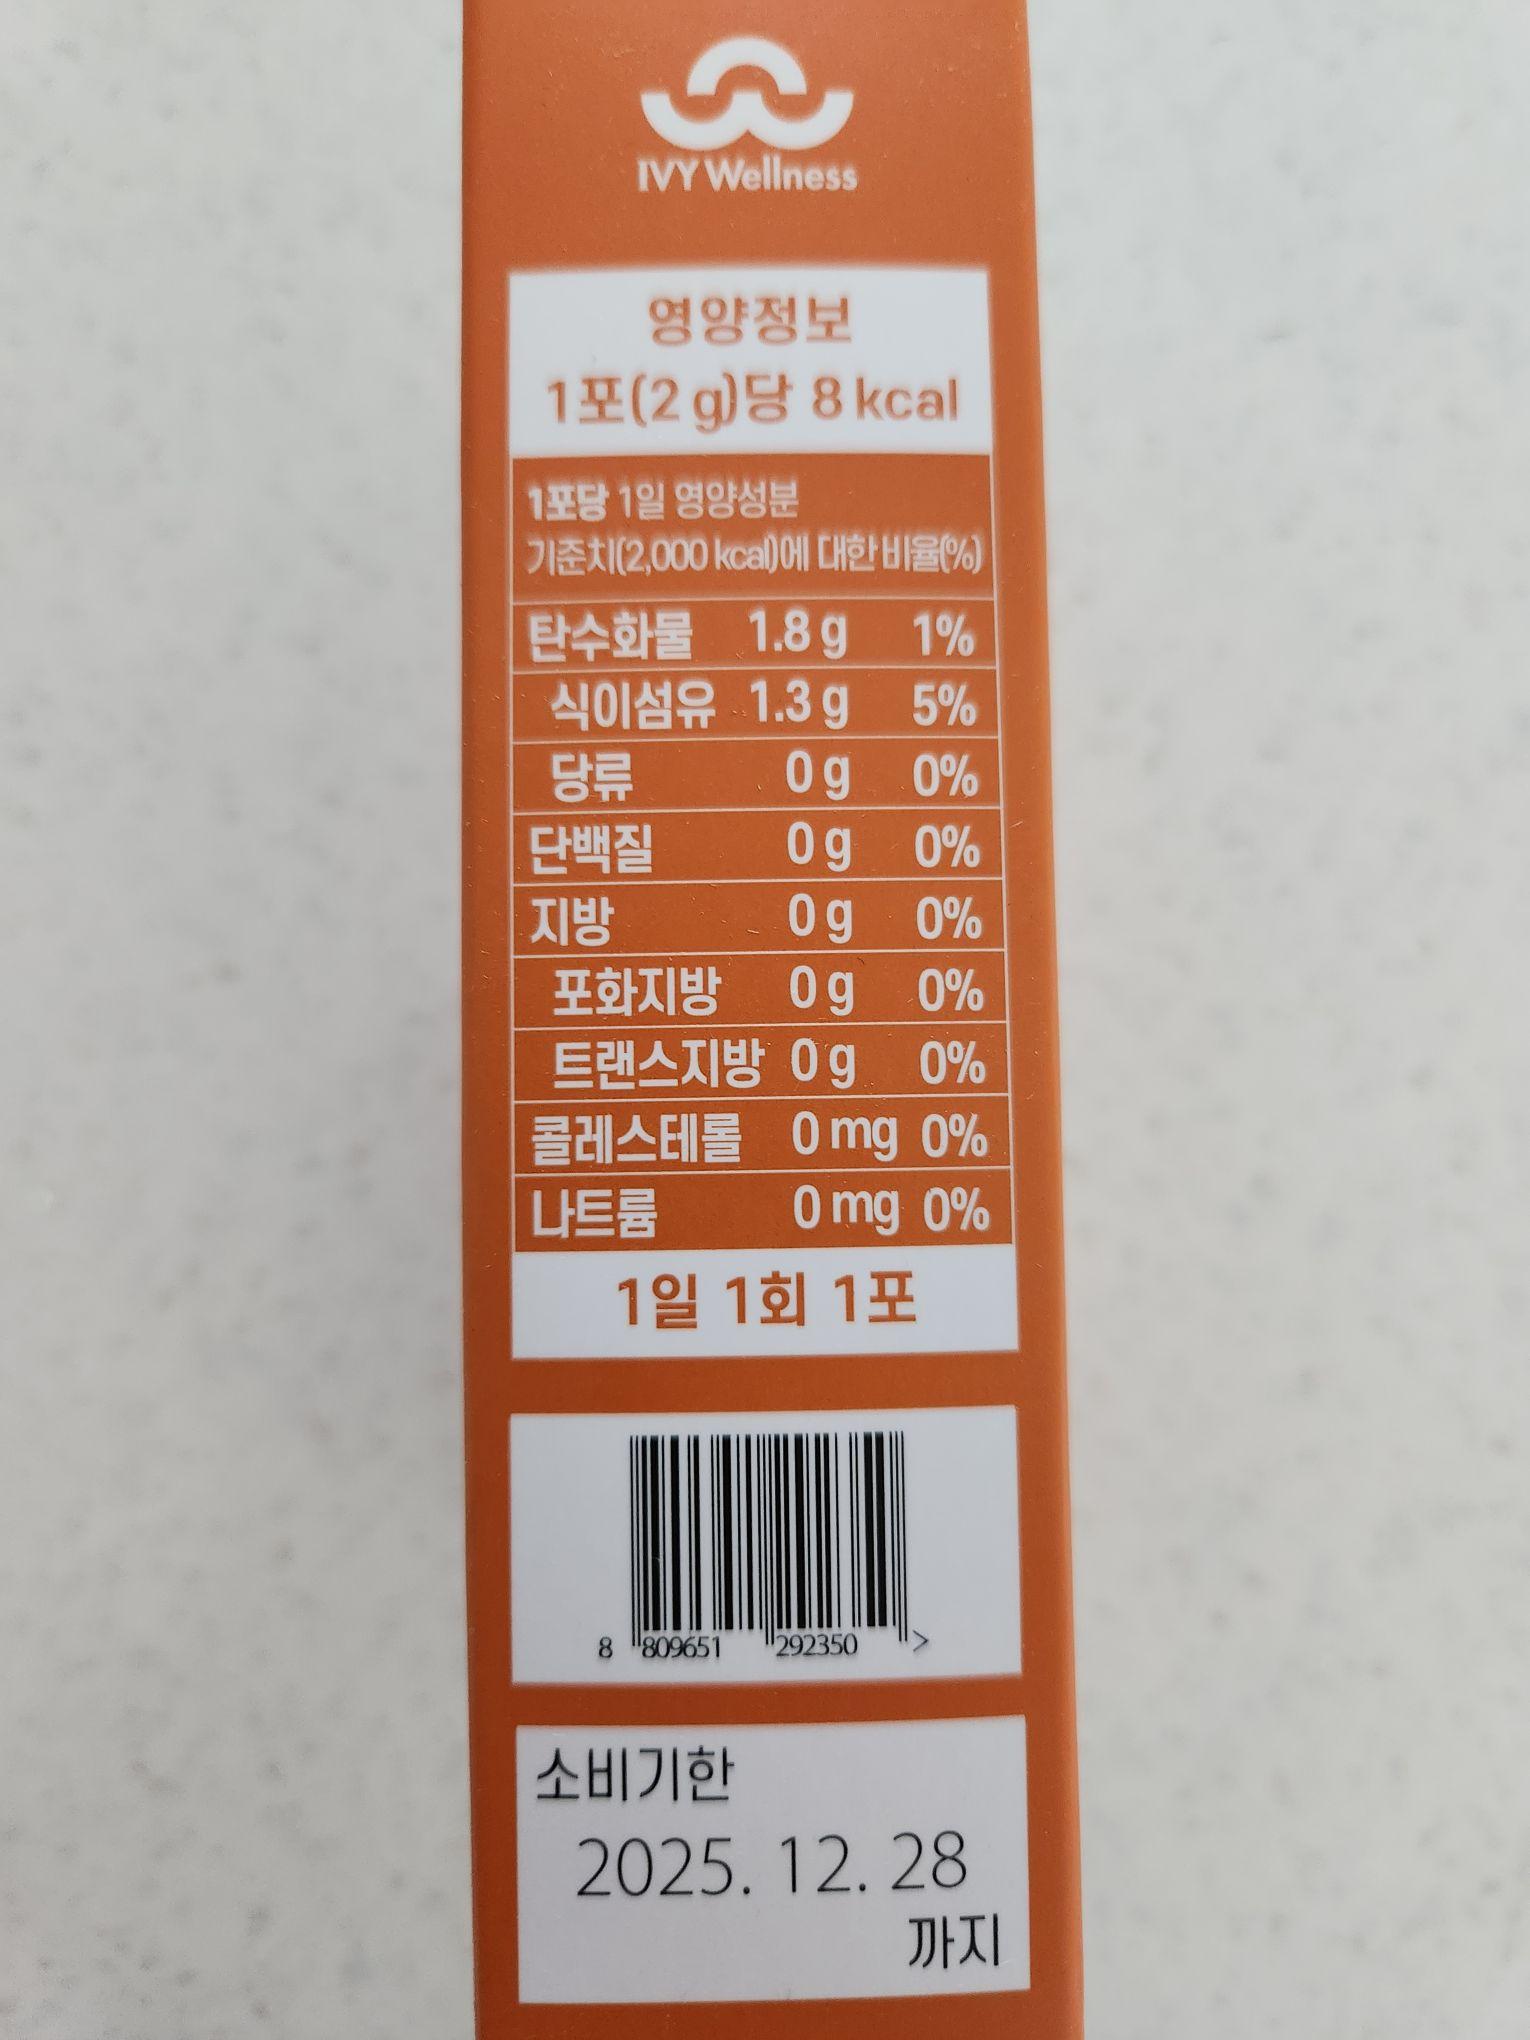 IVY Wellness
영양정보
1포(2 g)당 8 kcal
1포당 1일 영양성분
기준치(2,000 kcal)에 대한 비율(%)
탄수화물 1.8 g 1%
식이섬유 1.3 g 5%
당류 0 g 0%
단백질 0 g 0%
지방 0 g 0%
포화지방 0 g 0%
트랜스지방 0 g 0%
콜레스테롤 0 mg 0%
나트륨 0 mg 0%
1일 1회 1포
8 809651 292350 >
소비기한
2025. 12. 28
까지